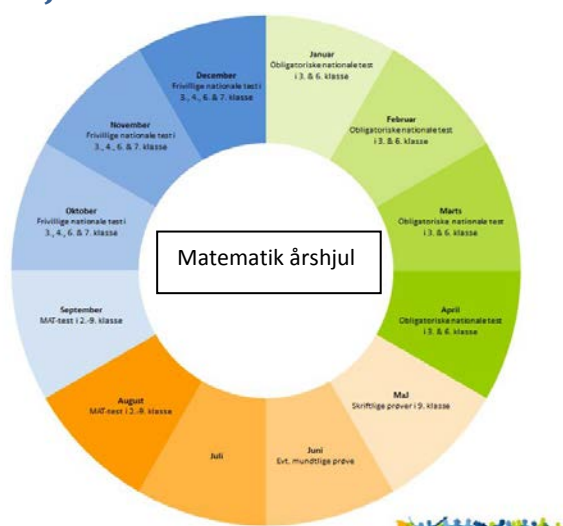 Matematik årshjul
Januar
Obligatoriske nationale test
i 3. & 6. klasse
Februar
Obligatoriske nationale test
i 3. & 6. klasse
Marts
Obligatoriske nationale test
i 3. & 6. klasse
April
Obligatoriske nationale test
i 3. & 6. klasse
Maj
Skriftlige prøver i 9. klasse
Juni
Evt. mundtlige prøve
Juli
August
MAT-test i 2.-9. klasse
September
MAT-test i 2.-9. klasse
Oktober
Frivillige nationale test i
3., 4., 6. & 7. klasse
November
Frivillige nationale test i
3., 4., 6. & 7. klasse
December
Frivillige nationale test i
3., 4., 6. & 7. klasse